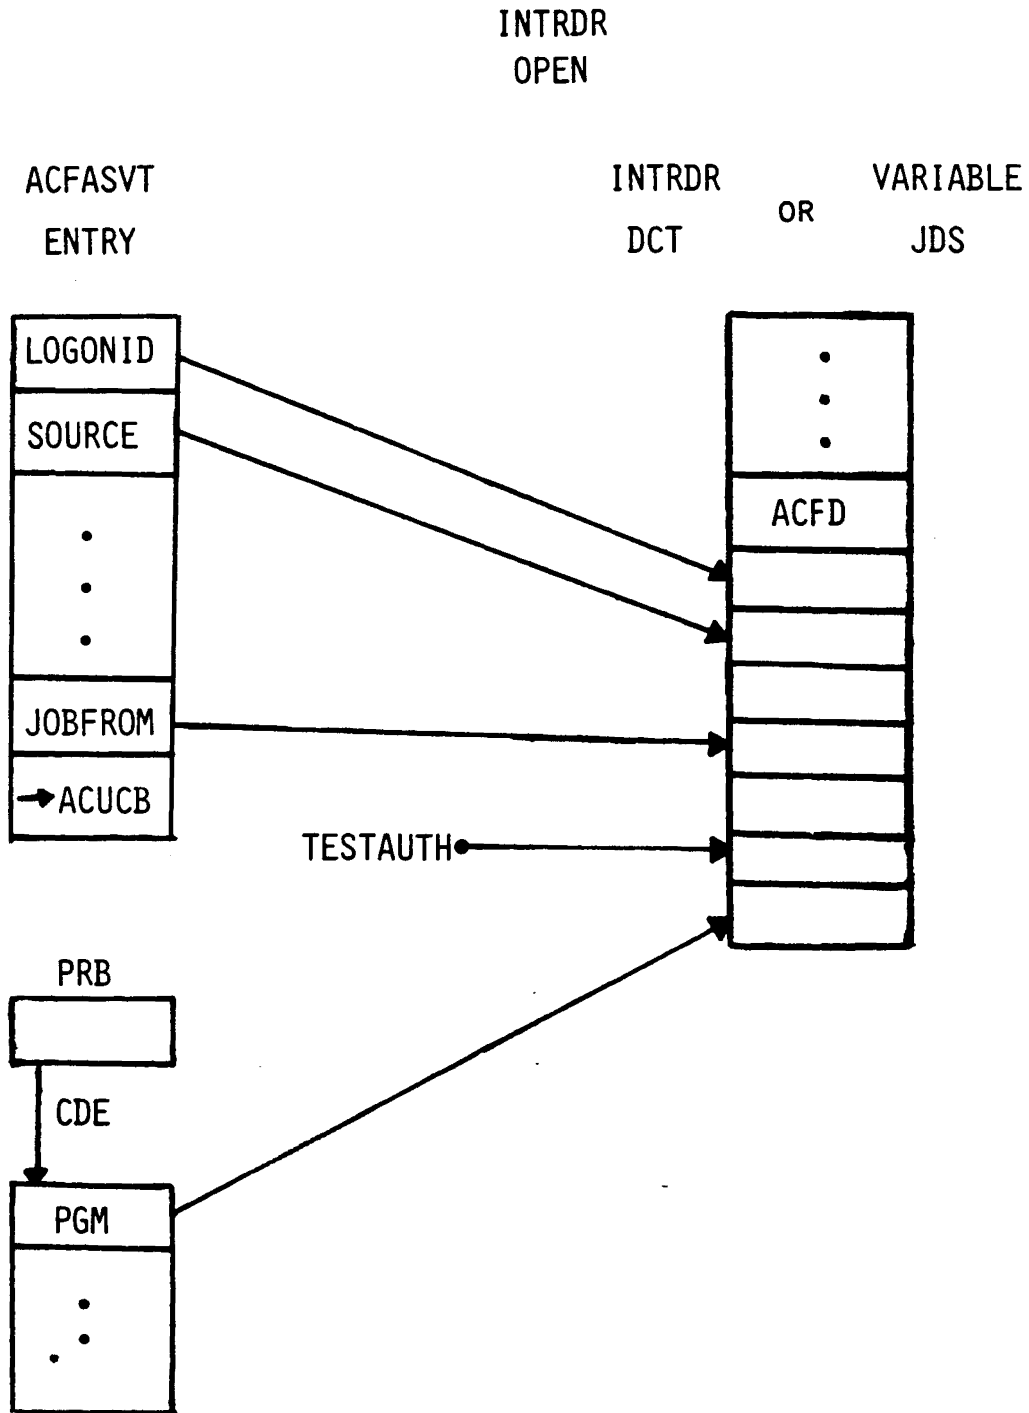 INTRDR
OPEN
ACFASVT
ENTRY
INTRDR
DCT
OR
VARIABLE
JDS
LOGONID
SOURCE
ACFD
JOBFROM
ACUCB
TESTAUTH
PRB
CDE
PGM